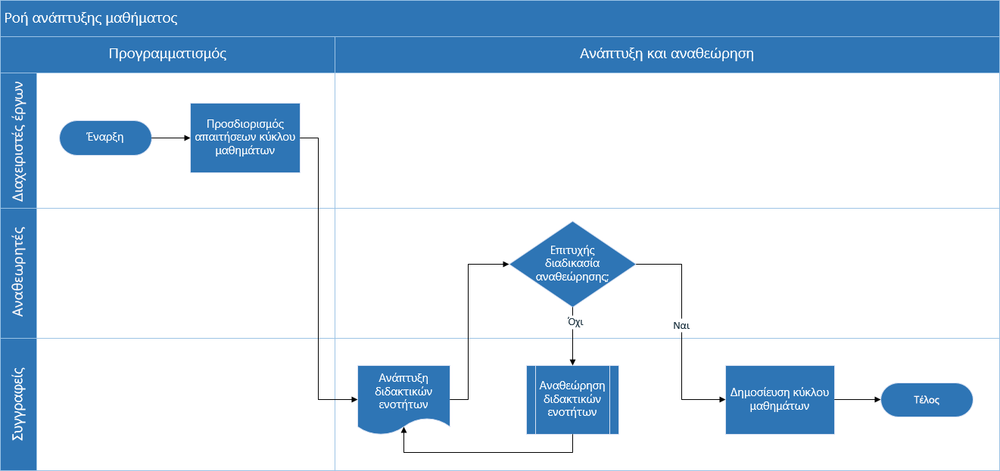 Ροή ανάπτυξης μαθήματος
Προγραμματισμός
Ανάπτυξη και αναθεώρηση
Διαχειριστές έργων
Έναρξη
Προσδιορισμός
απαιτήσεων κύκλου
μαθημάτων
Αναθεωρητές
Επιτυχής
διαδικασία
αναθεώρησης;
Όχι
Ναι
Συγγραφείς
Ανάπτυξη
διδακτικών
ενοτήτων
Αναθεώρηση
διδακτικών
ενοτήτων
Δημοσίευση κύκλου
μαθημάτων
Τέλος